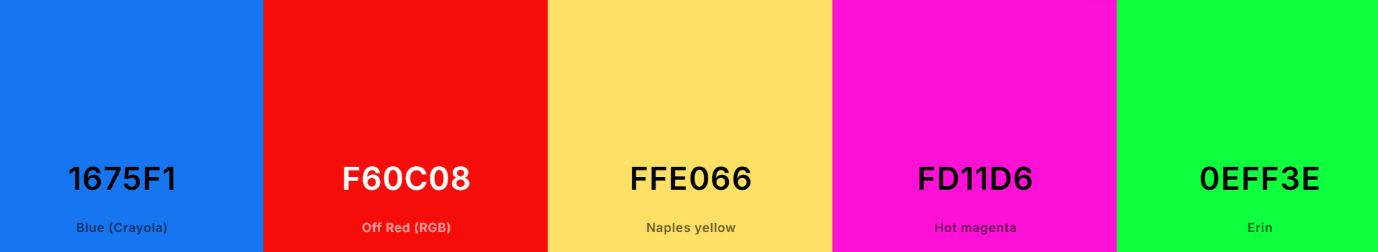 1675F1
Blue (Crayola)
F60C08
Off Red (RGB)
FFE066
Naples yellow
FD11D6
Hot magenta
0EFF3E
Erin